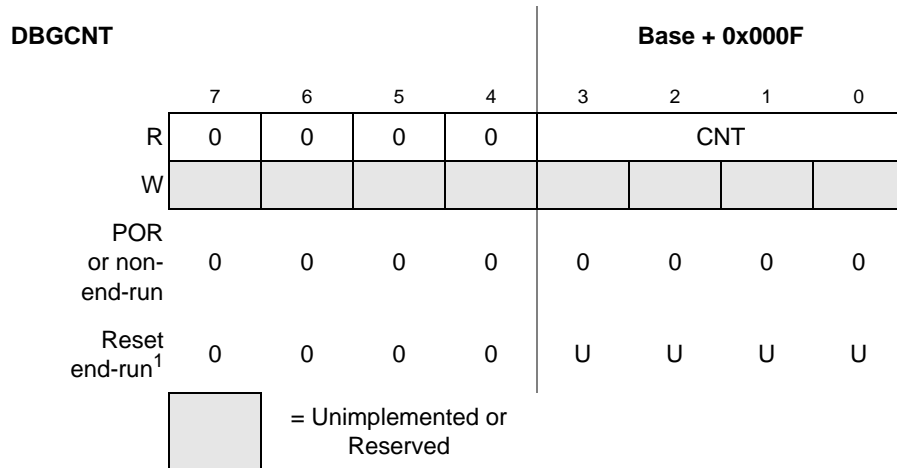 DBGCNT Base + 0x000F
7 6 5 4 3 2 1 0
R 0 0 0 0 CNT
W
POR
or non- 0 0 0 0 0 0 0 0
end-run
Reset
end-run1 0 0 0 0 U U U U
= Unimplemented or
Reserved